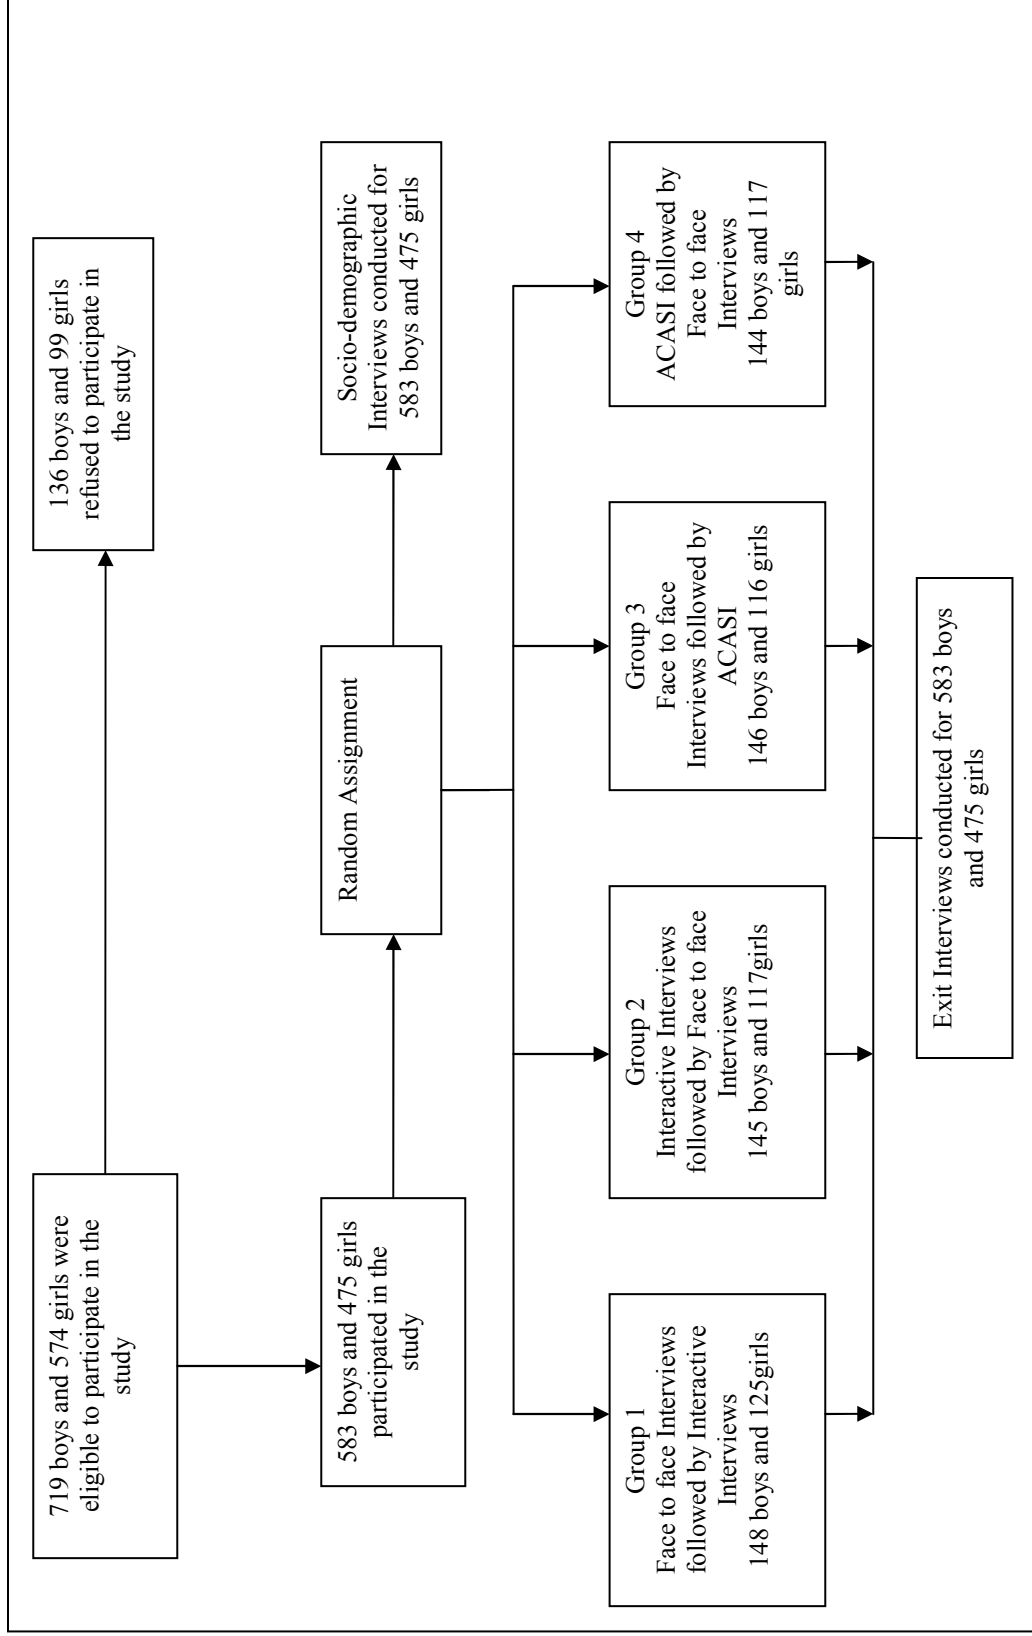 719 boys and 574 girls were
eligible to participate in the
study
136 boys and 99 girls
refused to participate in
the study
583 boys and 475 girls
participated in the
study
Random Assignment
Socio-demographic
Interviews conducted for
583 boys and 475 girls
Group 1
Face to face Interviews
followed by Interactive
Interviews
148 boys and 125girls
Group 2
Interactive Interviews
followed by Face to face
Interviews
145 boys and 117girls
Group 3
Face to face
Interviews followed by
ACASI
146 boys and 116 girls
Group 4
ACASI followed by
Face to face
Interviews
144 boys and 117
girls
Exit Interviews conducted for 583 boys
and 475 girls